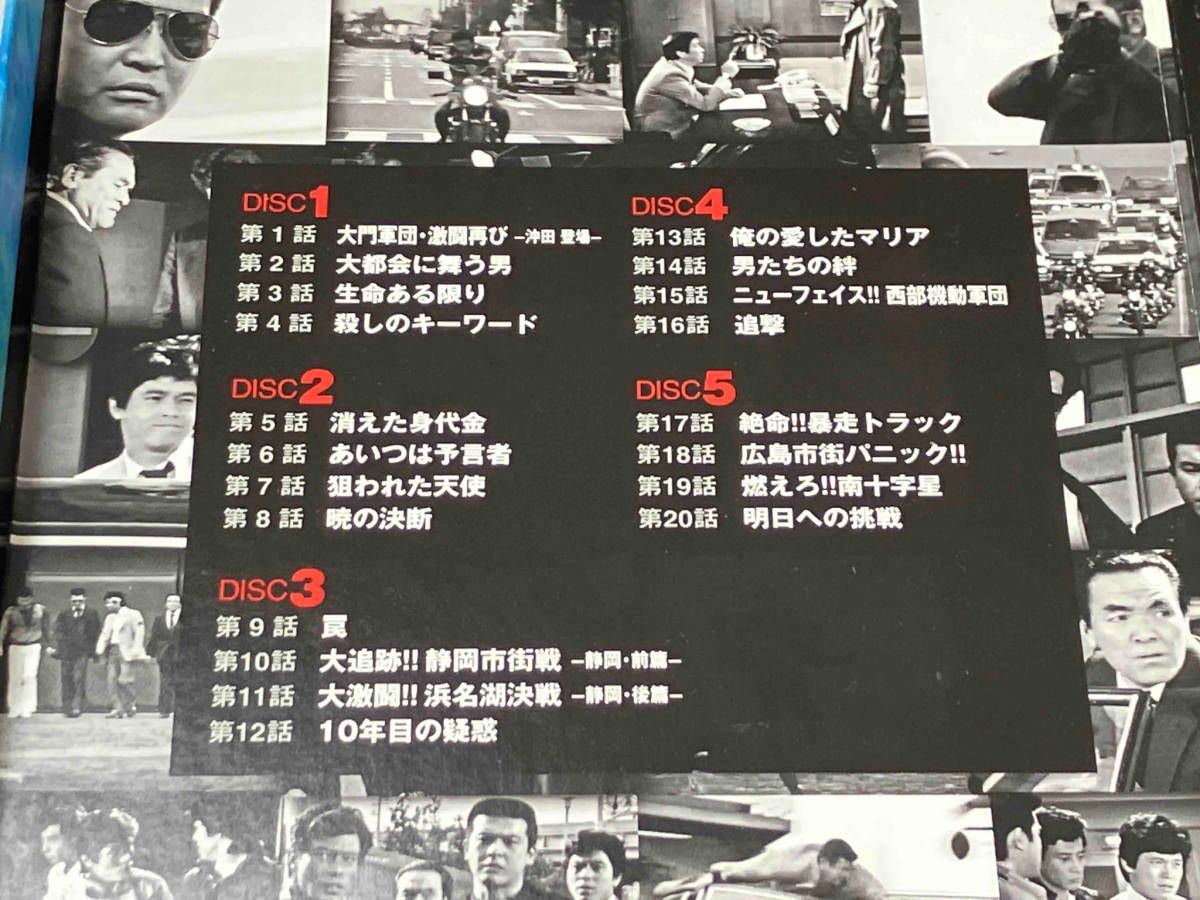 DISC1
第1話 大門軍団・激闘再び －沖田 登場－
第2話 大都会に舞う男
第3話 生命ある限り
第4話 殺しのキーワード
DISC2
第5話 消えた身代金
第6話 あいつは予言者
第7話 狙われた天使
第8話 暁の決断
DISC3
第9話 罠
第10話 大追跡!! 静岡市街戦 －静岡・前篇－
第11話 大激闘!! 浜名湖決戦 －静岡・後篇－
第12話 10年目の疑惑
DISC4
第13話 俺の愛したマリア
第14話 男たちの絆
第15話 ニューフェイス!! 西部機動軍団
第16話 追撃
DISC5
第17話 絶命!!暴走トラック
第18話 広島市街パニック!!
第19話 燃えろ!!南十字星
第20話 明日への挑戦